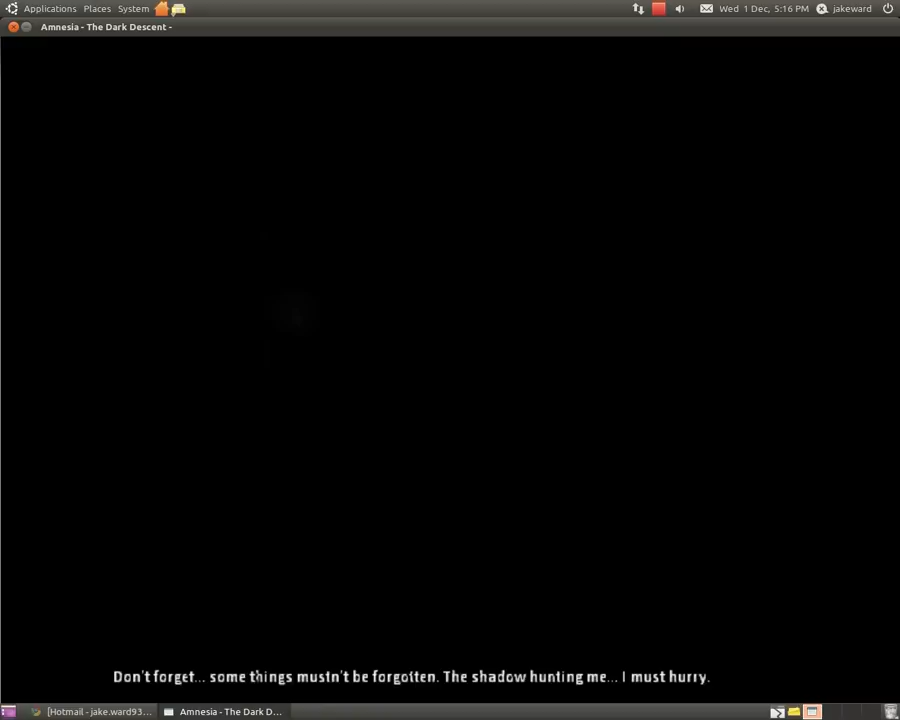 Applications Places System Wed 1 Dec, 5:16 PM jakeward
Amnesia - The Dark Descent -
Don't forget... some things mustn't be forgotten. The shadow hunting me... I must hurry.
[Hotmail - jake.ward93... Amnesia - The Dark D...